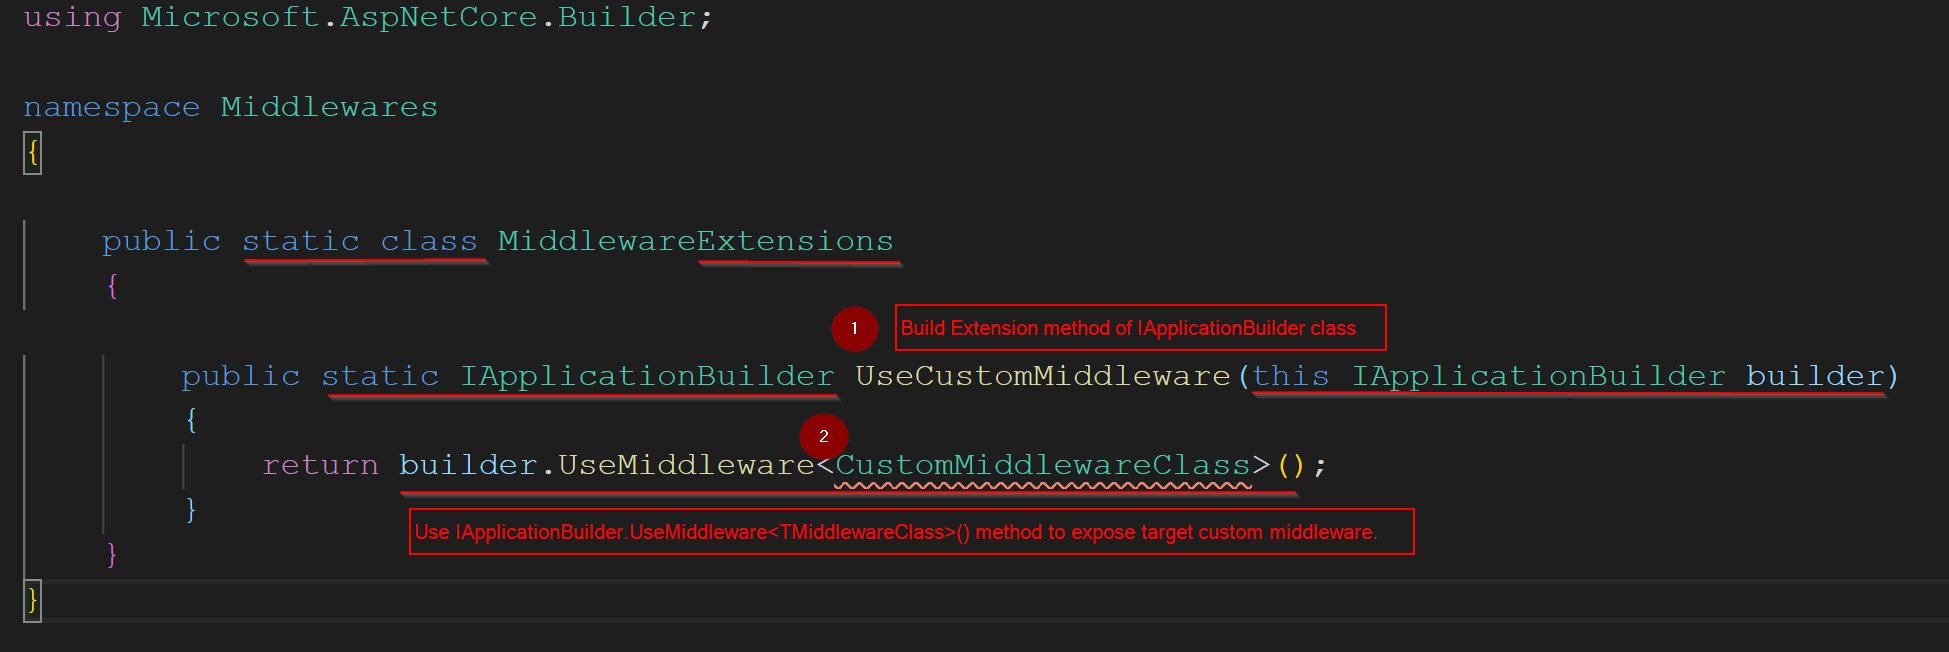 using Microsoft.AspNetCore.Builder;
namespace Middlewares
{
public static class MiddlewareExtensions
{
1 Build Extension method of IApplicationBuilder class
public static IApplicationBuilder UseCustomMiddleware(this IApplicationBuilder builder)
{
2
return builder.UseMiddleware<CustomMiddlewareClass>();
}
Use IApplicationBuilder.UseMiddleware<TMiddlewareClass>() method to expose target custom middleware.
}
}